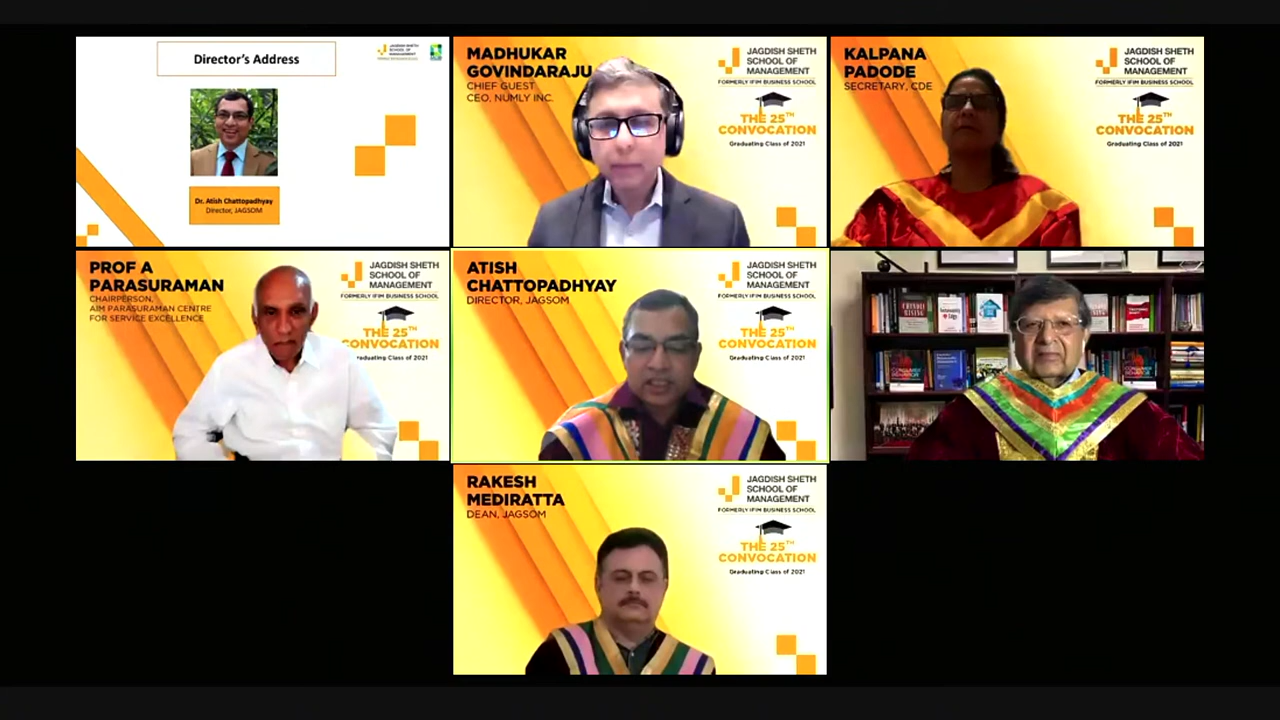 Director's Address
JAGDISH SHETH
SCHOOL OF
MANAGEMENT
Dr. Atish Chattopadhyay
Director, JAGSOM
MADHUKAR
GOVINDARAJU
CHIEF GUEST
CEO, NUMLY INC.
JAGDISH SHETH
SCHOOL OF
MANAGEMENT
FORMERLY IFIM BUSINESS SCHOOL
THE 25TH
CONVOCATION
Graduating Class of 2021
KALPANA
PADODE
SECRETARY, CDE
JAGDISH SHETH
SCHOOL OF
MANAGEMENT
FORMERLY IFIM BUSINESS SCHOOL
THE 25TH
CONVOCATION
Graduating Class of 2021
PROF A
PARASURAMAN
CHAIRPERSON,
AIM PARASURAMAN CENTRE
FOR SERVICE EXCELLENCE
JAGDISH SHETH
SCHOOL OF
MANAGEMENT
FORMERLY IFIM BUSINESS SCHOOL
THE 25TH
CONVOCATION
Graduating Class of 2021
ATISH
CHATTOPADHYAY
DIRECTOR, JAGSOM
JAGDISH SHETH
SCHOOL OF
MANAGEMENT
FORMERLY IFIM BUSINESS SCHOOL
THE 25TH
CONVOCATION
Graduating Class of 2021
RAKESH
MEDIRATTA
DEAN, JAGSOM
JAGDISH SHETH
SCHOOL OF
MANAGEMENT
FORMERLY IFIM BUSINESS SCHOOL
THE 25TH
CONVOCATION
Graduating Class of 2021